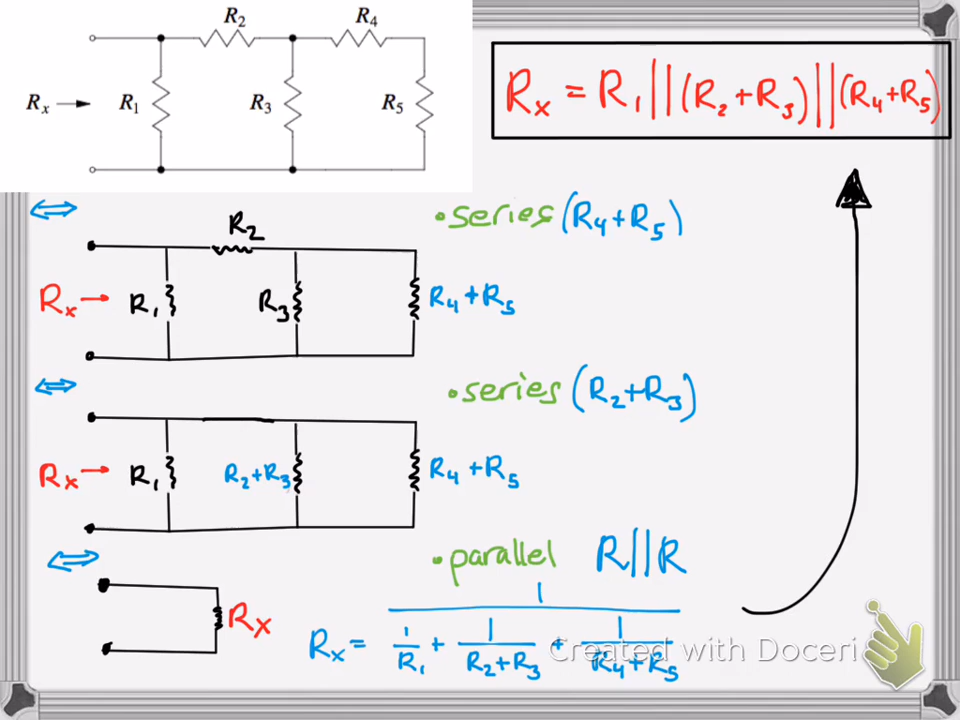 R2 R4
Rx R1 R3 R5
Rx = R1||(R2+R3)||(R4+R5)
R2
• series (R4+R5)
Rx R1 R3 R4+R5
• series (R2+R3)
Rx R1 R2+R3 R4+R5
• parallel R||R
Rx
1
Rx = 1/R1 + 1/R2+R3 + 1/R4+R5
Created with Doceri